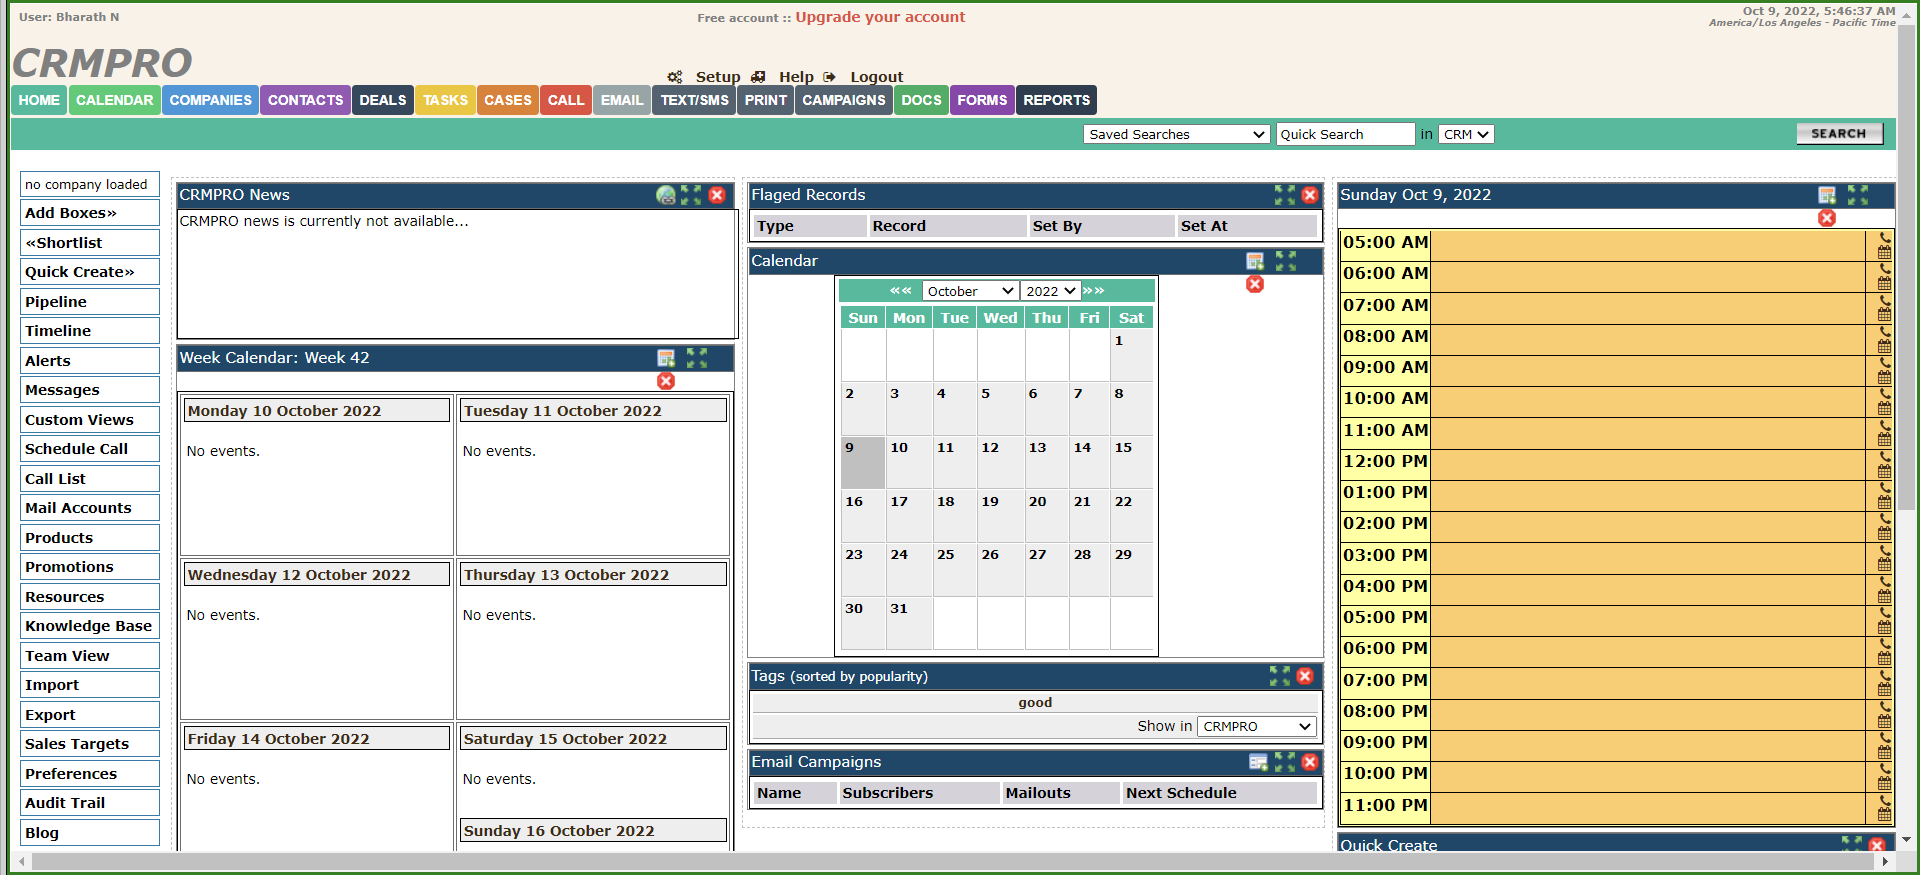 User: Bharath N
Free account :: Upgrade your account
Oct 9, 2022, 5:46:37 AM
America/Los Angeles - Pacific Time
CRMPRO
Setup Help Logout
HOME CALENDAR COMPANIES CONTACTS DEALS TASKS CASES CALL EMAIL TEXT/SMS PRINT CAMPAIGNS DOCS FORMS REPORTS
Saved Searches Quick Search in CRM SEARCH
no company loaded
Add Boxes»
«Shortlist
Quick Create»
Pipeline
Timeline
Alerts
Messages
Custom Views
Schedule Call
Call List
Mail Accounts
Products
Promotions
Resources
Knowledge Base
Team View
Import
Export
Sales Targets
Preferences
Audit Trail
Blog
CRMPRO News
CRMPRO news is currently not available...
Week Calendar: Week 42
Monday 10 October 2022
No events.
Tuesday 11 October 2022
No events.
Wednesday 12 October 2022
No events.
Thursday 13 October 2022
No events.
Friday 14 October 2022
No events.
Saturday 15 October 2022
No events.
Sunday 16 October 2022
Flaged Records
Type Record Set By Set At
Calendar
«« October 2022 »»
Sun Mon Tue Wed Thu Fri Sat
1
2 3 4 5 6 7 8
9 10 11 12 13 14 15
16 17 18 19 20 21 22
23 24 25 26 27 28 29
30 31
Tags (sorted by popularity)
good
Show in CRMPRO
Email Campaigns
Name Subscribers Mailouts Next Schedule
Sunday Oct 9, 2022
05:00 AM
06:00 AM
07:00 AM
08:00 AM
09:00 AM
10:00 AM
11:00 AM
12:00 PM
01:00 PM
02:00 PM
03:00 PM
04:00 PM
05:00 PM
06:00 PM
07:00 PM
08:00 PM
09:00 PM
10:00 PM
11:00 PM
Quick Create